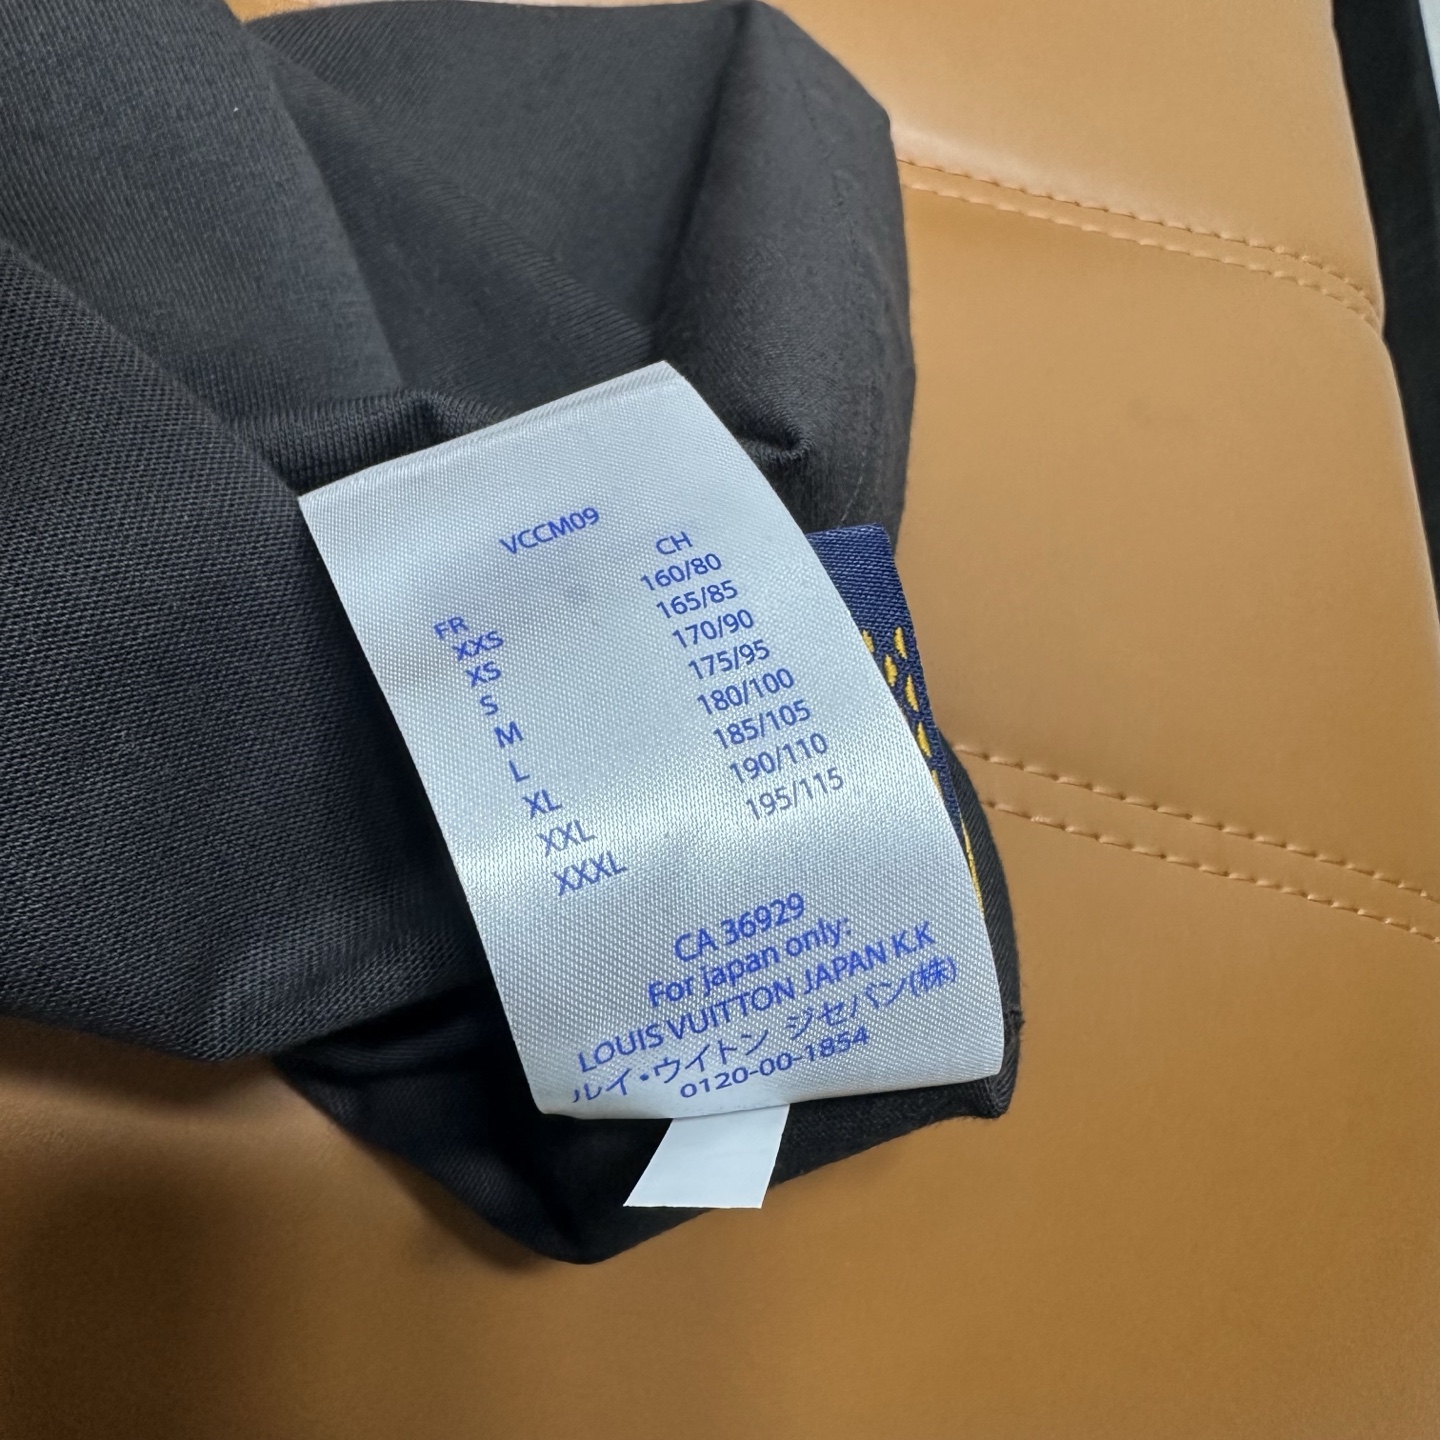 VCCM09
FR CH
XXS 160/80
XS 165/85
S 170/90
M 175/95
L 180/100
XL 185/105
XXL 190/110
XXXL 195/115
CA 36929
For japan only:
LOUIS VUITTON JAPAN K.K
ルイ・ウイトン ジセパン(株)
0120-00-1854